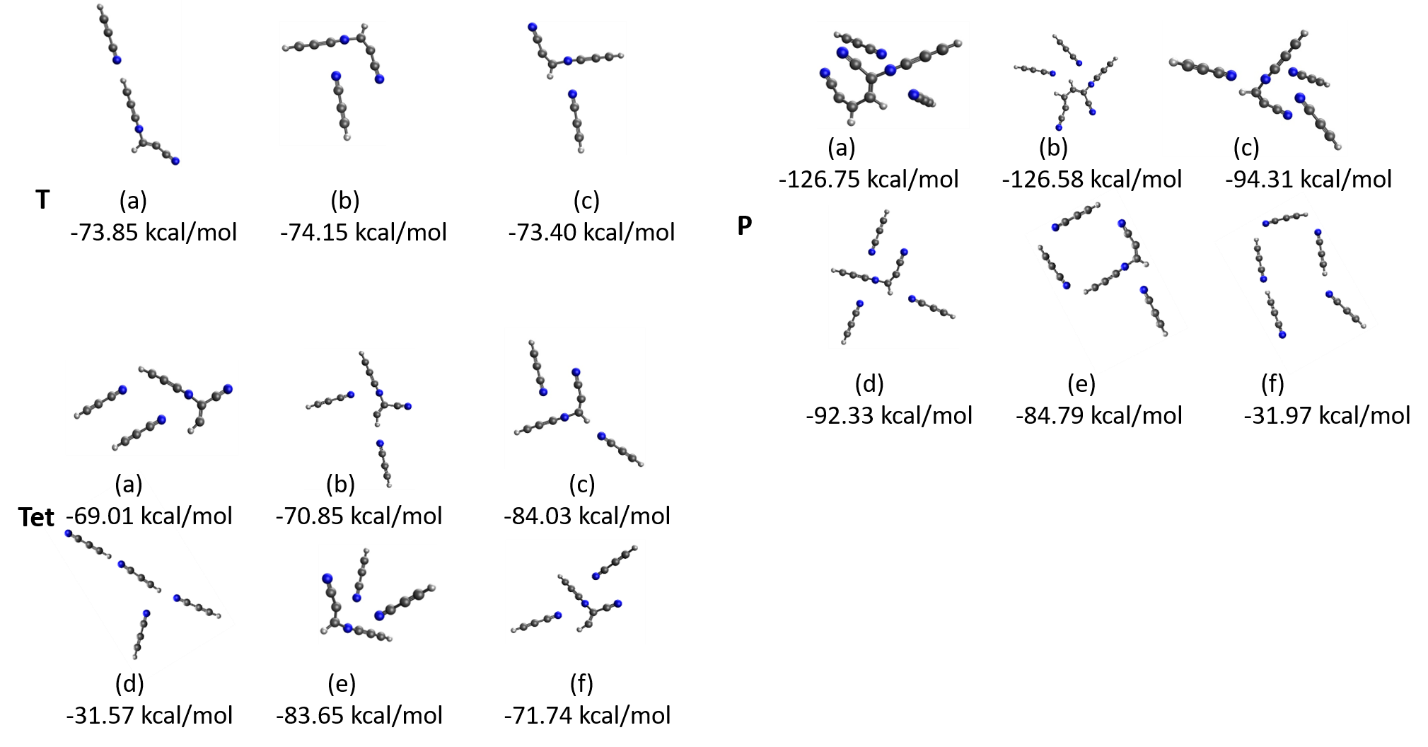 T
(a) (b) (c)
-73.85 kcal/mol -74.15 kcal/mol -73.40 kcal/mol
(a) (b) (c)
Tet -69.01 kcal/mol -70.85 kcal/mol -84.03 kcal/mol
(d) (e) (f)
-31.57 kcal/mol -83.65 kcal/mol -71.74 kcal/mol
(a) (b) (c)
-126.75 kcal/mol -126.58 kcal/mol -94.31 kcal/mol
P
(d) (e) (f)
-92.33 kcal/mol -84.79 kcal/mol -31.97 kcal/mol